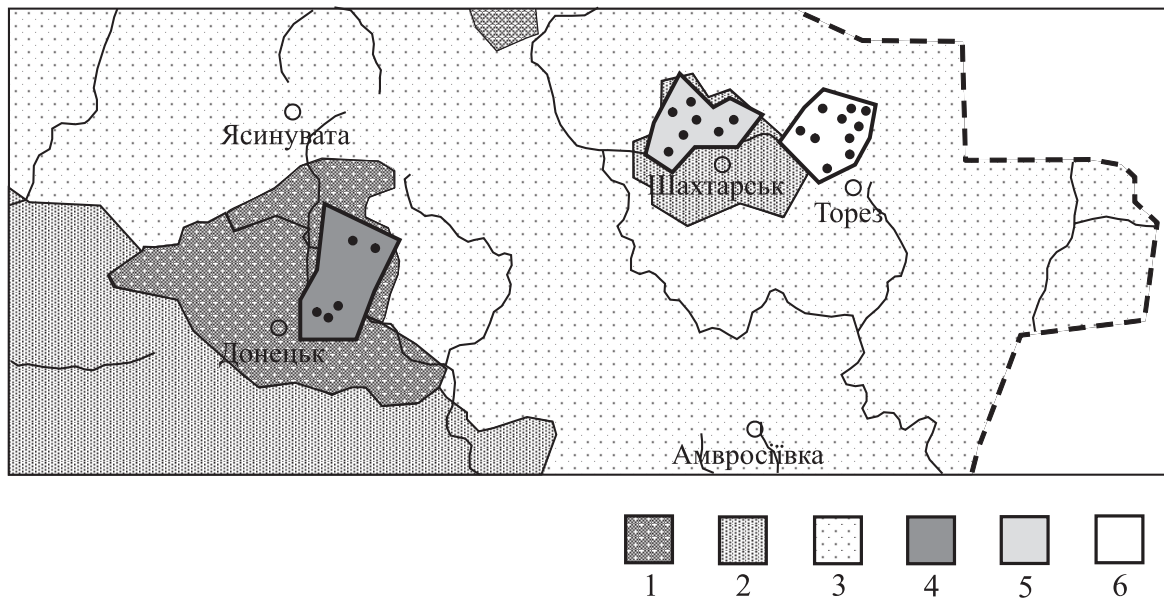 Ясинувата
Шахтарськ
Торез
Донецьк
Амвросіївка
1 2 3 4 5 6